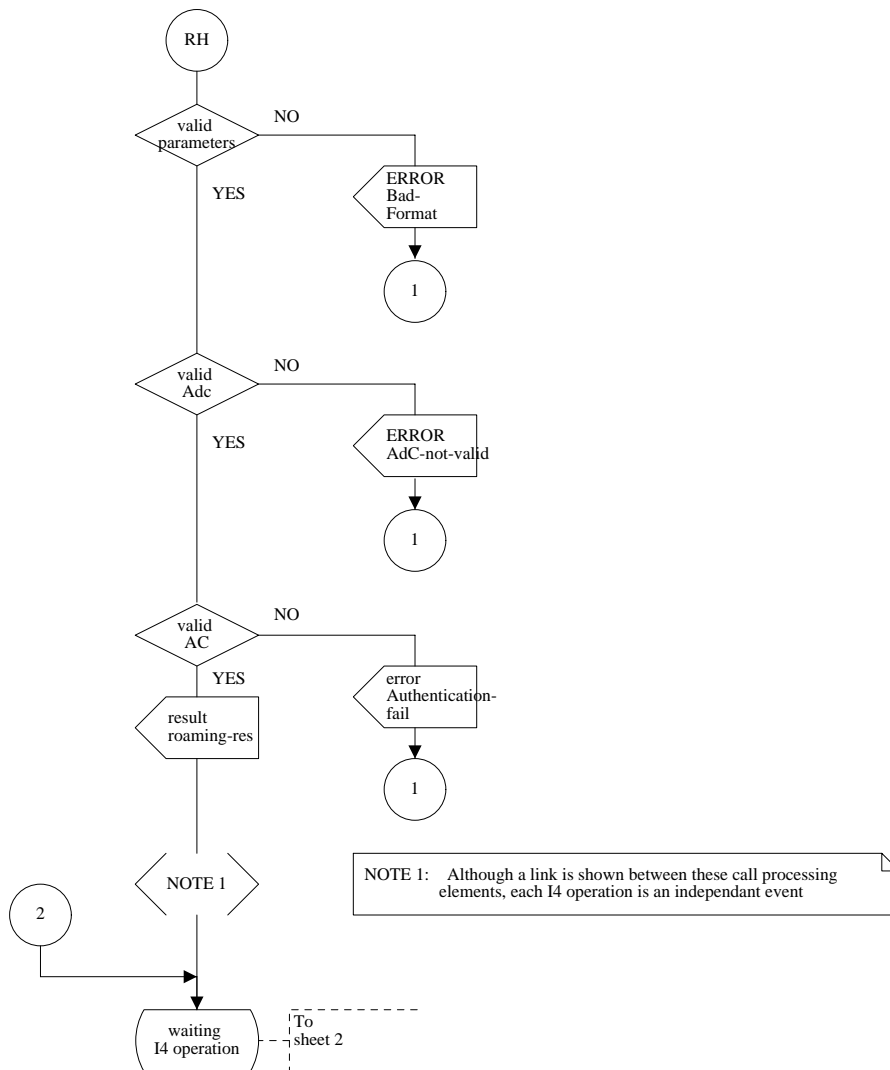 RH
valid
parameters
NO
YES
ERROR
Bad-
Format
1
valid
Adc
NO
YES
ERROR
AdC-not-valid
1
valid
AC
NO
YES
error
Authentication-
fail
result
roaming-res
1
NOTE 1
NOTE 1: Although a link is shown between these call processing
elements, each I4 operation is an independant event
2
waiting
I4 operation
To
sheet 2